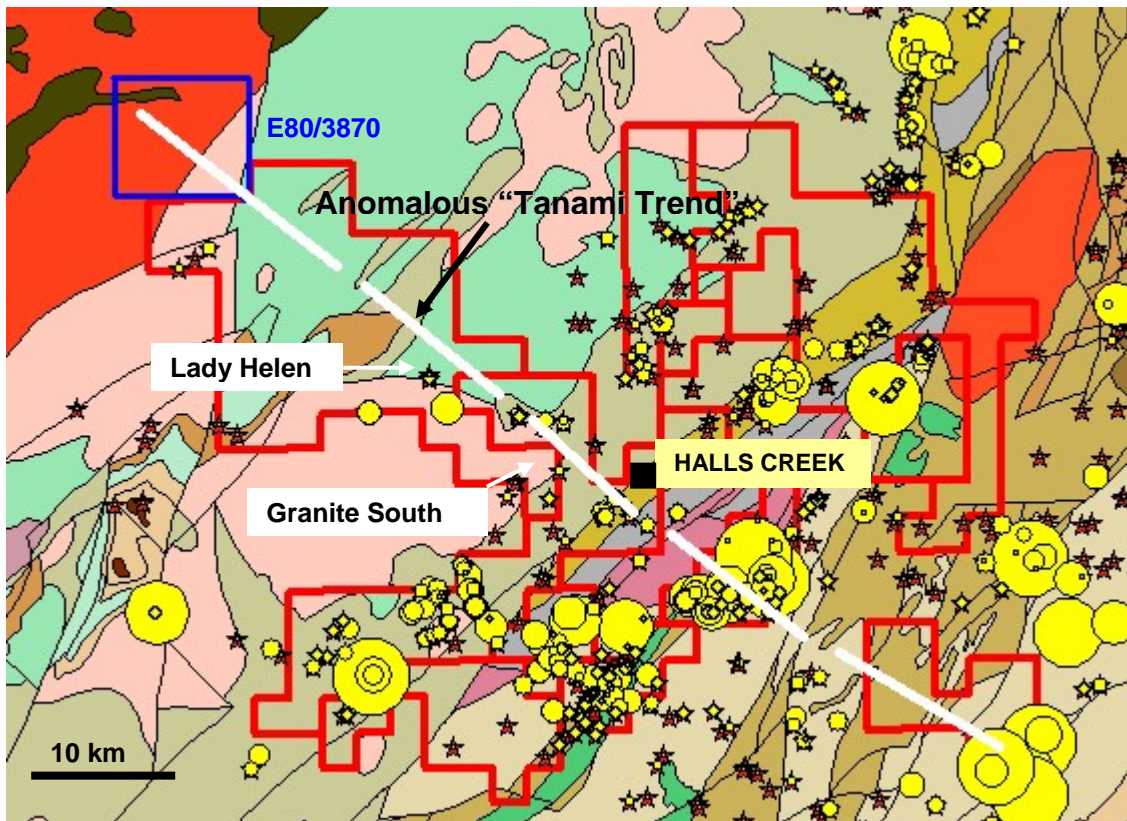 E80/3870
Anomalous “Tanami Trend”
Lady Helen
HALLS CREEK
Granite South
10 km